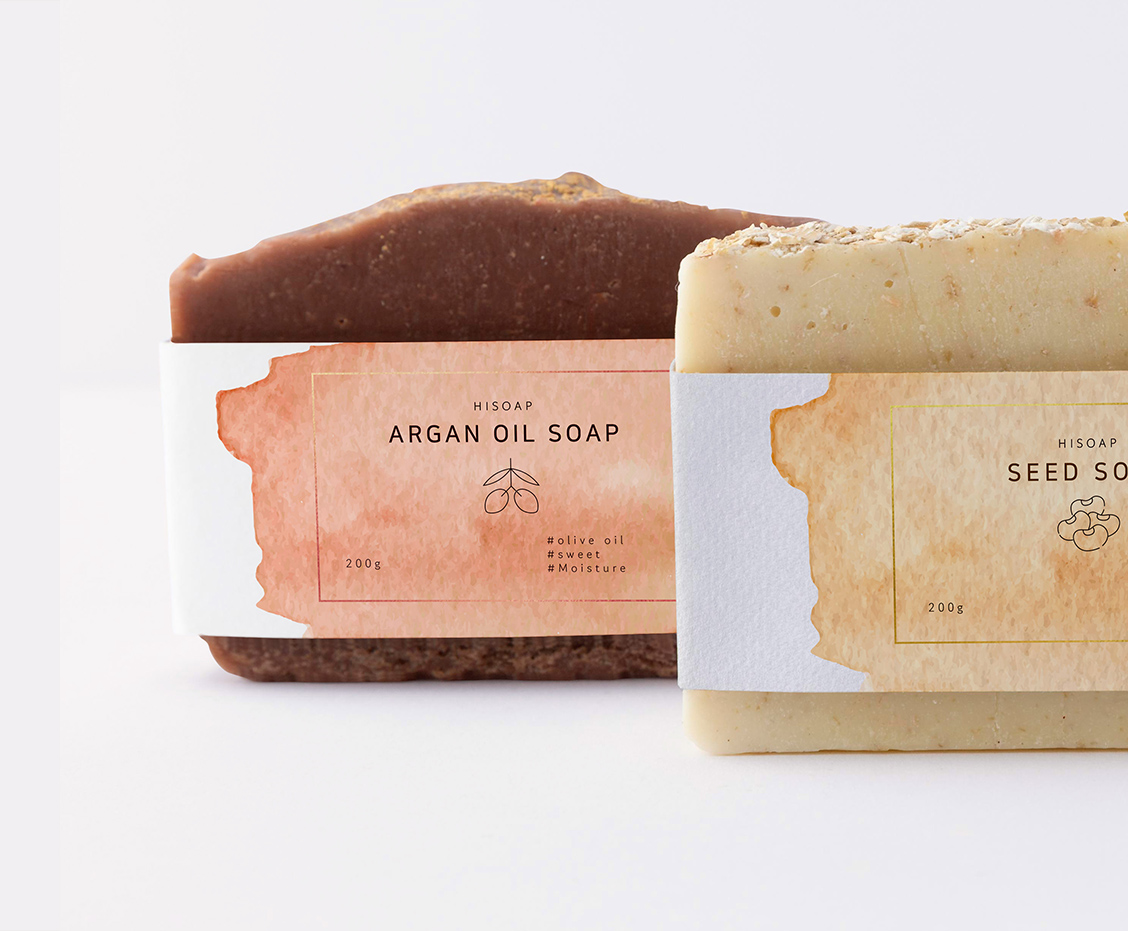 HISOAP
ARGAN OIL SOAP
#olive oil
#sweet
#Moisture
200g
HISOAP
SEED SO
200g